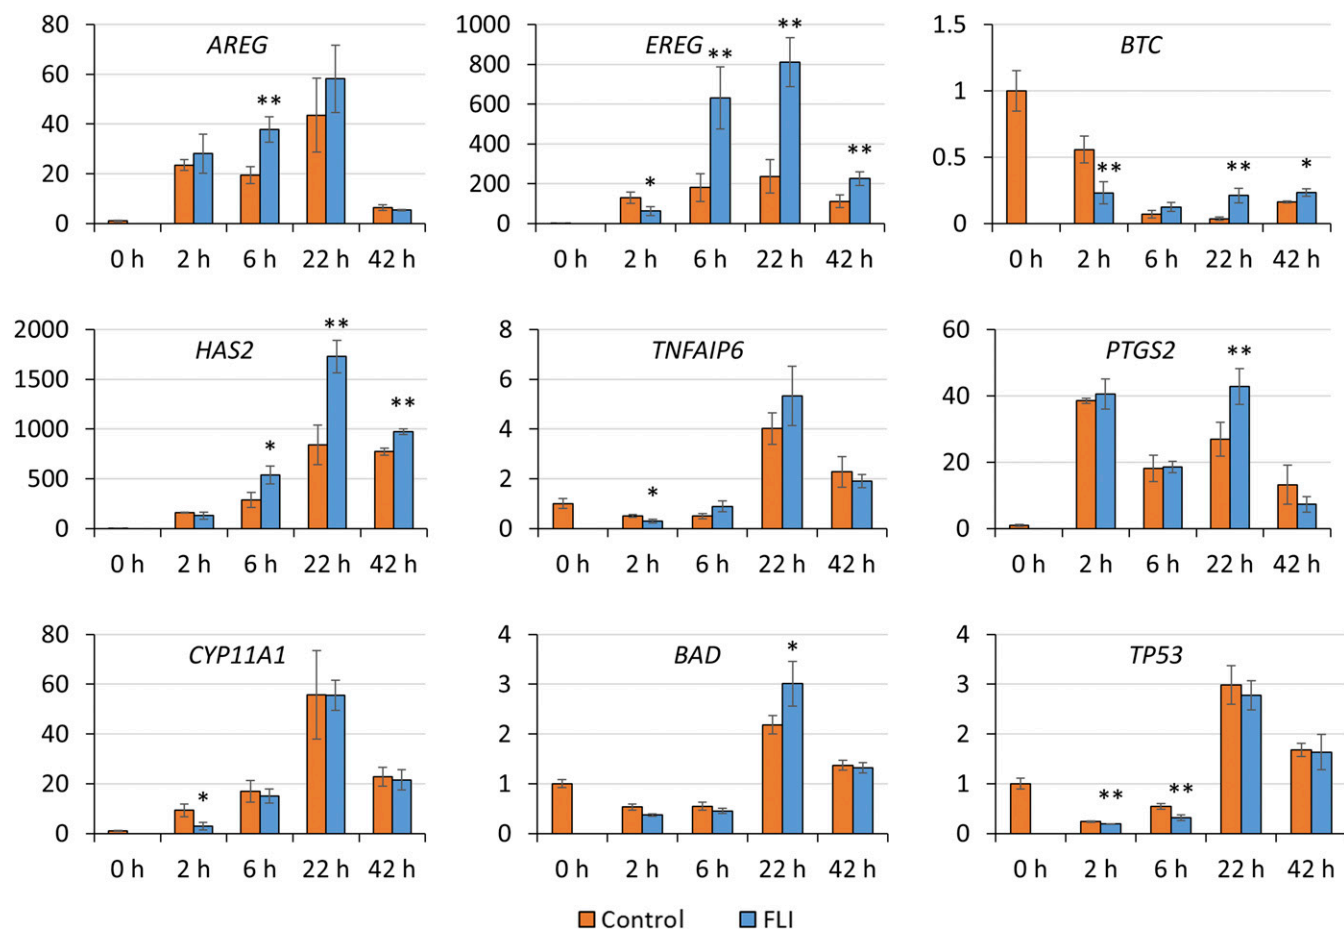 AREG
80
60
40
20
0
0 h 2 h 6 h 22 h 42 h
**
EREG
1000
800
600
400
200
0
0 h 2 h 6 h 22 h 42 h
* ** ** **
BTC
1.5
1
0.5
0
0 h 2 h 6 h 22 h 42 h
** ** *
HAS2
2000
1500
1000
500
0
0 h 2 h 6 h 22 h 42 h
* ** **
TNFAIP6
8
6
4
2
0
0 h 2 h 6 h 22 h 42 h
*
PTGS2
60
40
20
0
0 h 2 h 6 h 22 h 42 h
**
CYP11A1
80
60
40
20
0
0 h 2 h 6 h 22 h 42 h
*
BAD
4
3
2
1
0
0 h 2 h 6 h 22 h 42 h
*
TP53
4
3
2
1
0
0 h 2 h 6 h 22 h 42 h
** **
Control FLI